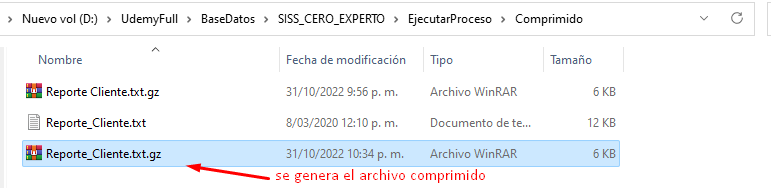 Nuevo vol (D:) > UdemyFull > BaseDatos > SISS_CERO_EXPERTO > EjecutarProceso > Comprimido
Nombre Fecha de modificación Tipo Tamaño
Reporte Cliente.txt.gz 31/10/2022 9:56 p. m. Archivo WinRAR 6 KB
Reporte_Cliente.txt 8/03/2020 12:10 p. m. Documento de te... 12 KB
Reporte_Cliente.txt.gz 31/10/2022 10:34 p. m. Archivo WinRAR 6 KB
se genera el archivo comprimido